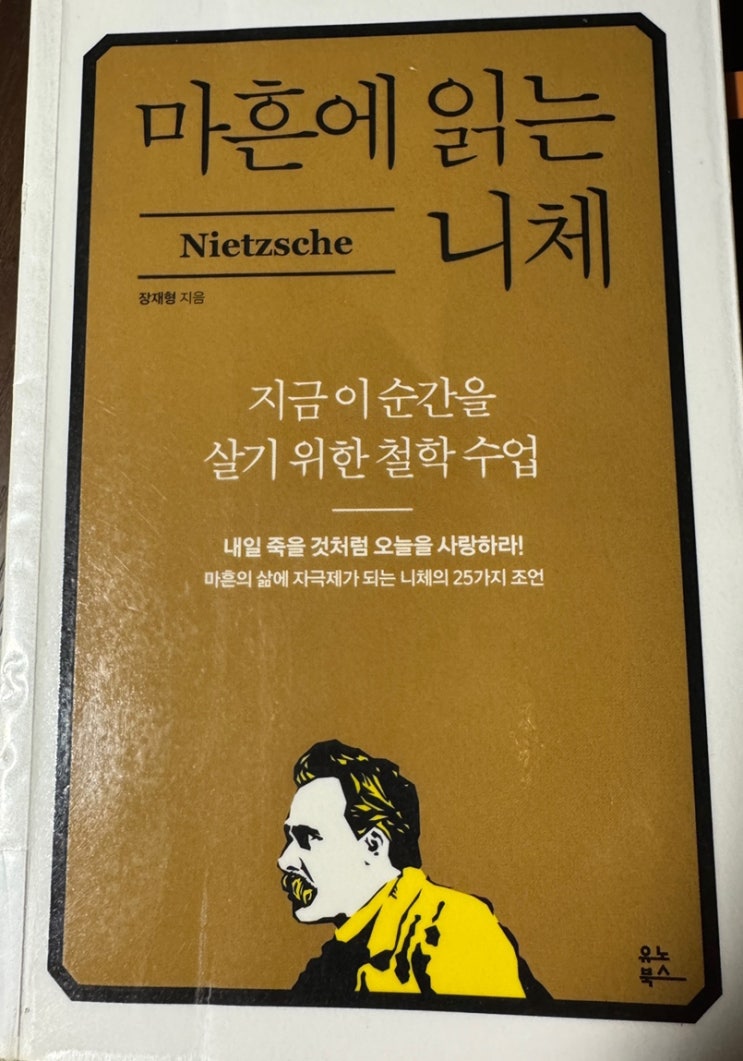 마흔에 읽는
니체
Nietzsche
장재형 지음
지금 이 순간을
살기 위한 철학 수업
내일 죽을 것처럼 오늘을 사랑하라!
마흔의 삶에 자극제가 되는 니체의 25가지 조언
유노
북스